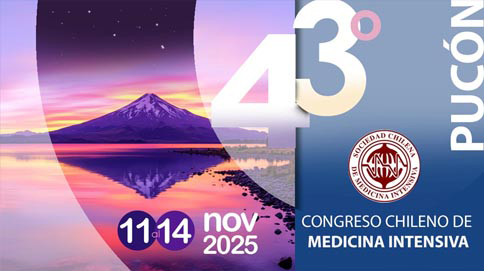 43°
PUCÓN
SOCIEDAD CHILENA
DE MEDICINA INTENSIVA
11 al 14
nov
2025
CONGRESO CHILENO DE
MEDICINA INTENSIVA